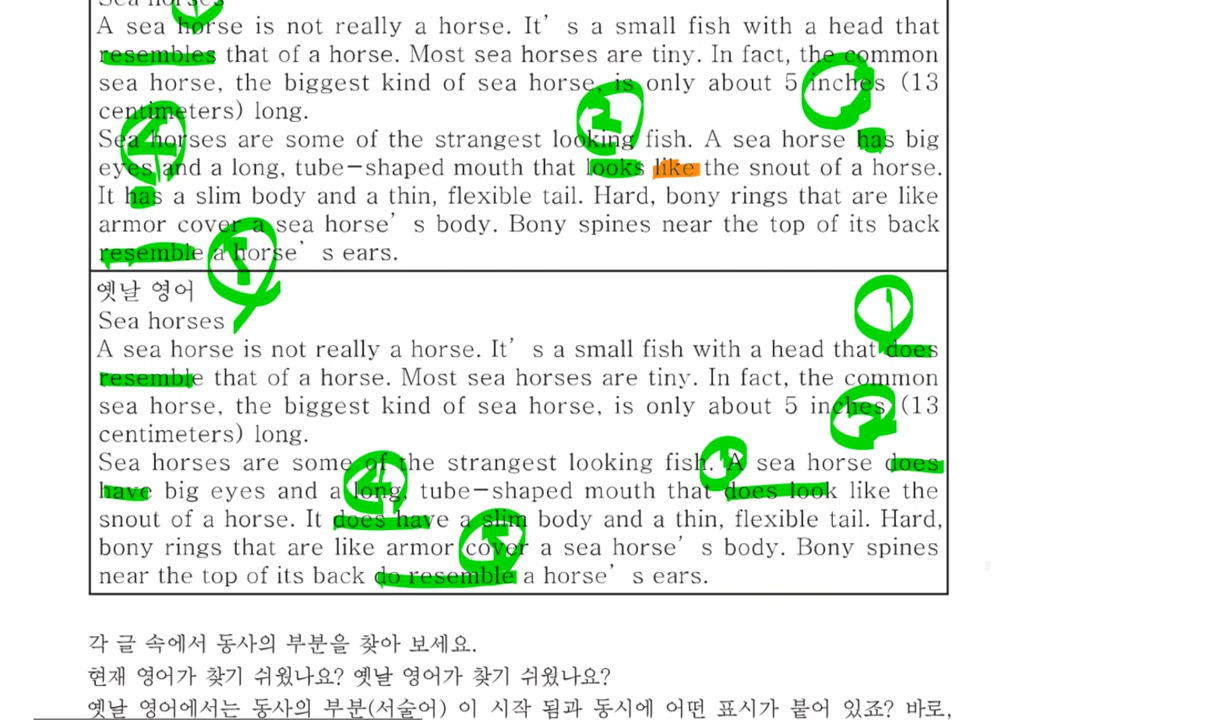 Sea horses
A sea horse is not really a horse. It's a small fish with a head that
resembles that of a horse. Most sea horses are tiny. In fact, the common
sea horse, the biggest kind of sea horse, is only about 5 inches (13
centimeters) long.
Sea horses are some of the strangest looking fish. A sea horse has big
eyes and a long, tube-shaped mouth that looks like the snout of a horse.
It has a slim body and a thin, flexible tail. Hard, bony rings that are like
armor cover a sea horse's body. Bony spines near the top of its back
resemble a horse's ears.
옛날 영어
Sea horses
A sea horse is not really a horse. It's a small fish with a head that does
resemble that of a horse. Most sea horses are tiny. In fact, the common
sea horse, the biggest kind of sea horse, is only about 5 inches (13
centimeters) long.
Sea horses are some of the strangest looking fish. A sea horse does
have big eyes and a long, tube-shaped mouth that does look like the
snout of a horse. It does have a slim body and a thin, flexible tail. Hard,
bony rings that are like armor cover a sea horse's body. Bony spines
near the top of its back do resemble a horse's ears.
각 글 속에서 동사의 부분을 찾아 보세요.
현재 영어가 찾기 쉬웠나요? 옛날 영어가 찾기 쉬웠나요?
옛날 영어에서는 동사의 부분(서술어) 이 시작 됨과 동시에 어떤 표시가 붙어 있죠? 바로,